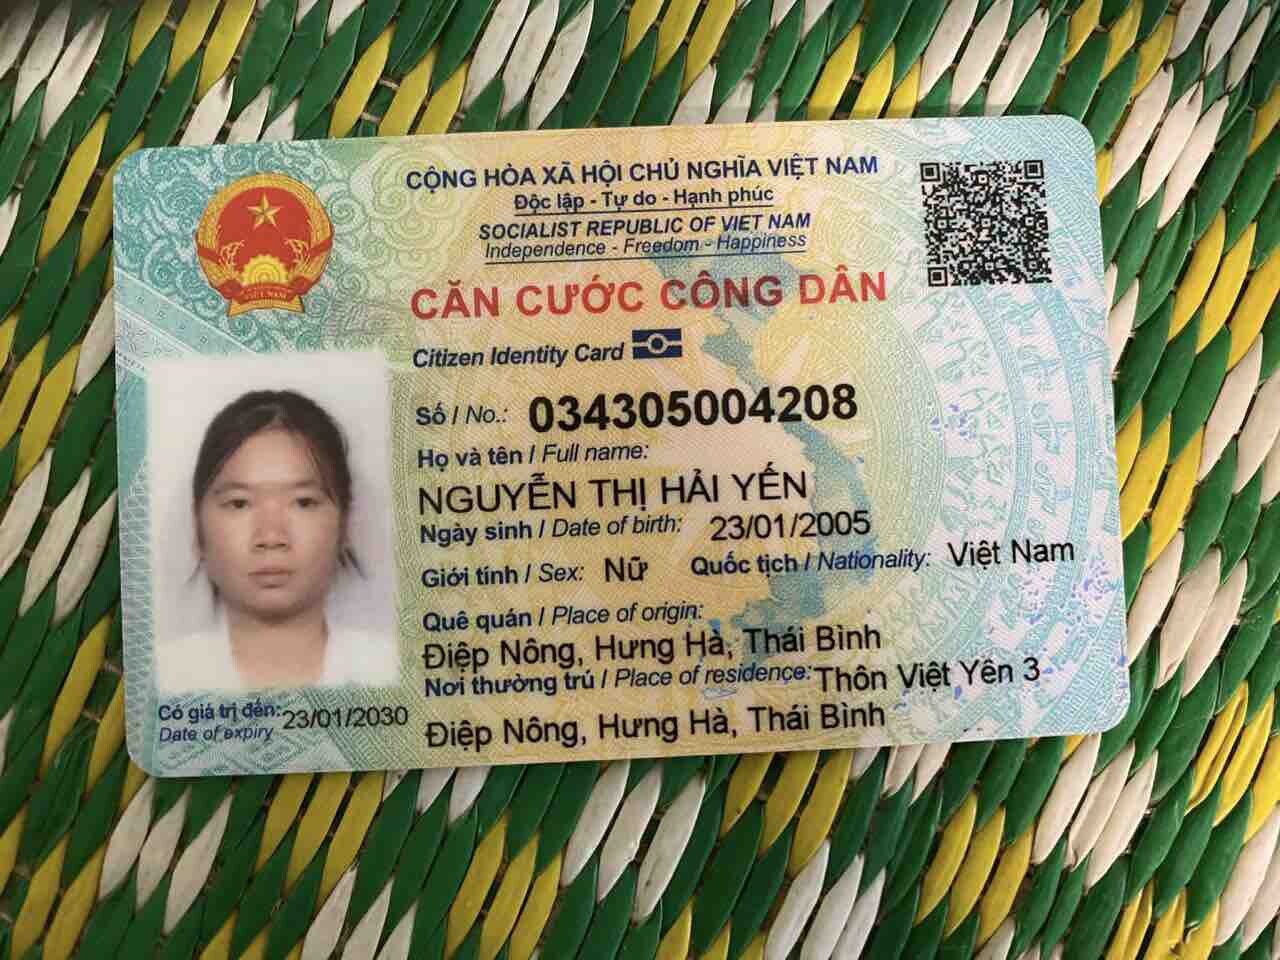 CỘNG HÒA XÃ HỘI CHỦ NGHĨA VIỆT NAM
Độc lập - Tự do - Hạnh phúc
SOCIALIST REPUBLIC OF VIET NAM
Independence - Freedom - Happiness
CĂN CƯỚC CÔNG DÂN
Citizen Identity Card
Số / No.: 034305004208
Họ và tên / Full name:
NGUYỄN THỊ HẢI YẾN
Ngày sinh / Date of birth: 23/01/2005
Giới tính / Sex: Nữ Quốc tịch / Nationality: Việt Nam
Quê quán / Place of origin:
Điệp Nông, Hưng Hà, Thái Bình
Nơi thường trú / Place of residence: Thôn Việt Yên 3
Điệp Nông, Hưng Hà, Thái Bình
Có giá trị đến: 23/01/2030
Date of expiry
VIỆT NAM